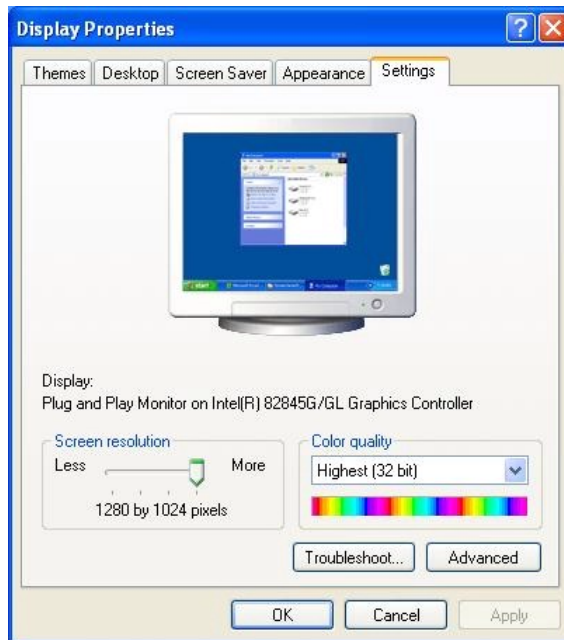 Display Properties
Themes Desktop Screen Saver Appearance Settings
start
Display:
Plug and Play Monitor on Intel(R) 82845G/GL Graphics Controller
Screen resolution
Less More
1280 by 1024 pixels
Color quality
Highest (32 bit)
Troubleshoot... Advanced
OK Cancel Apply